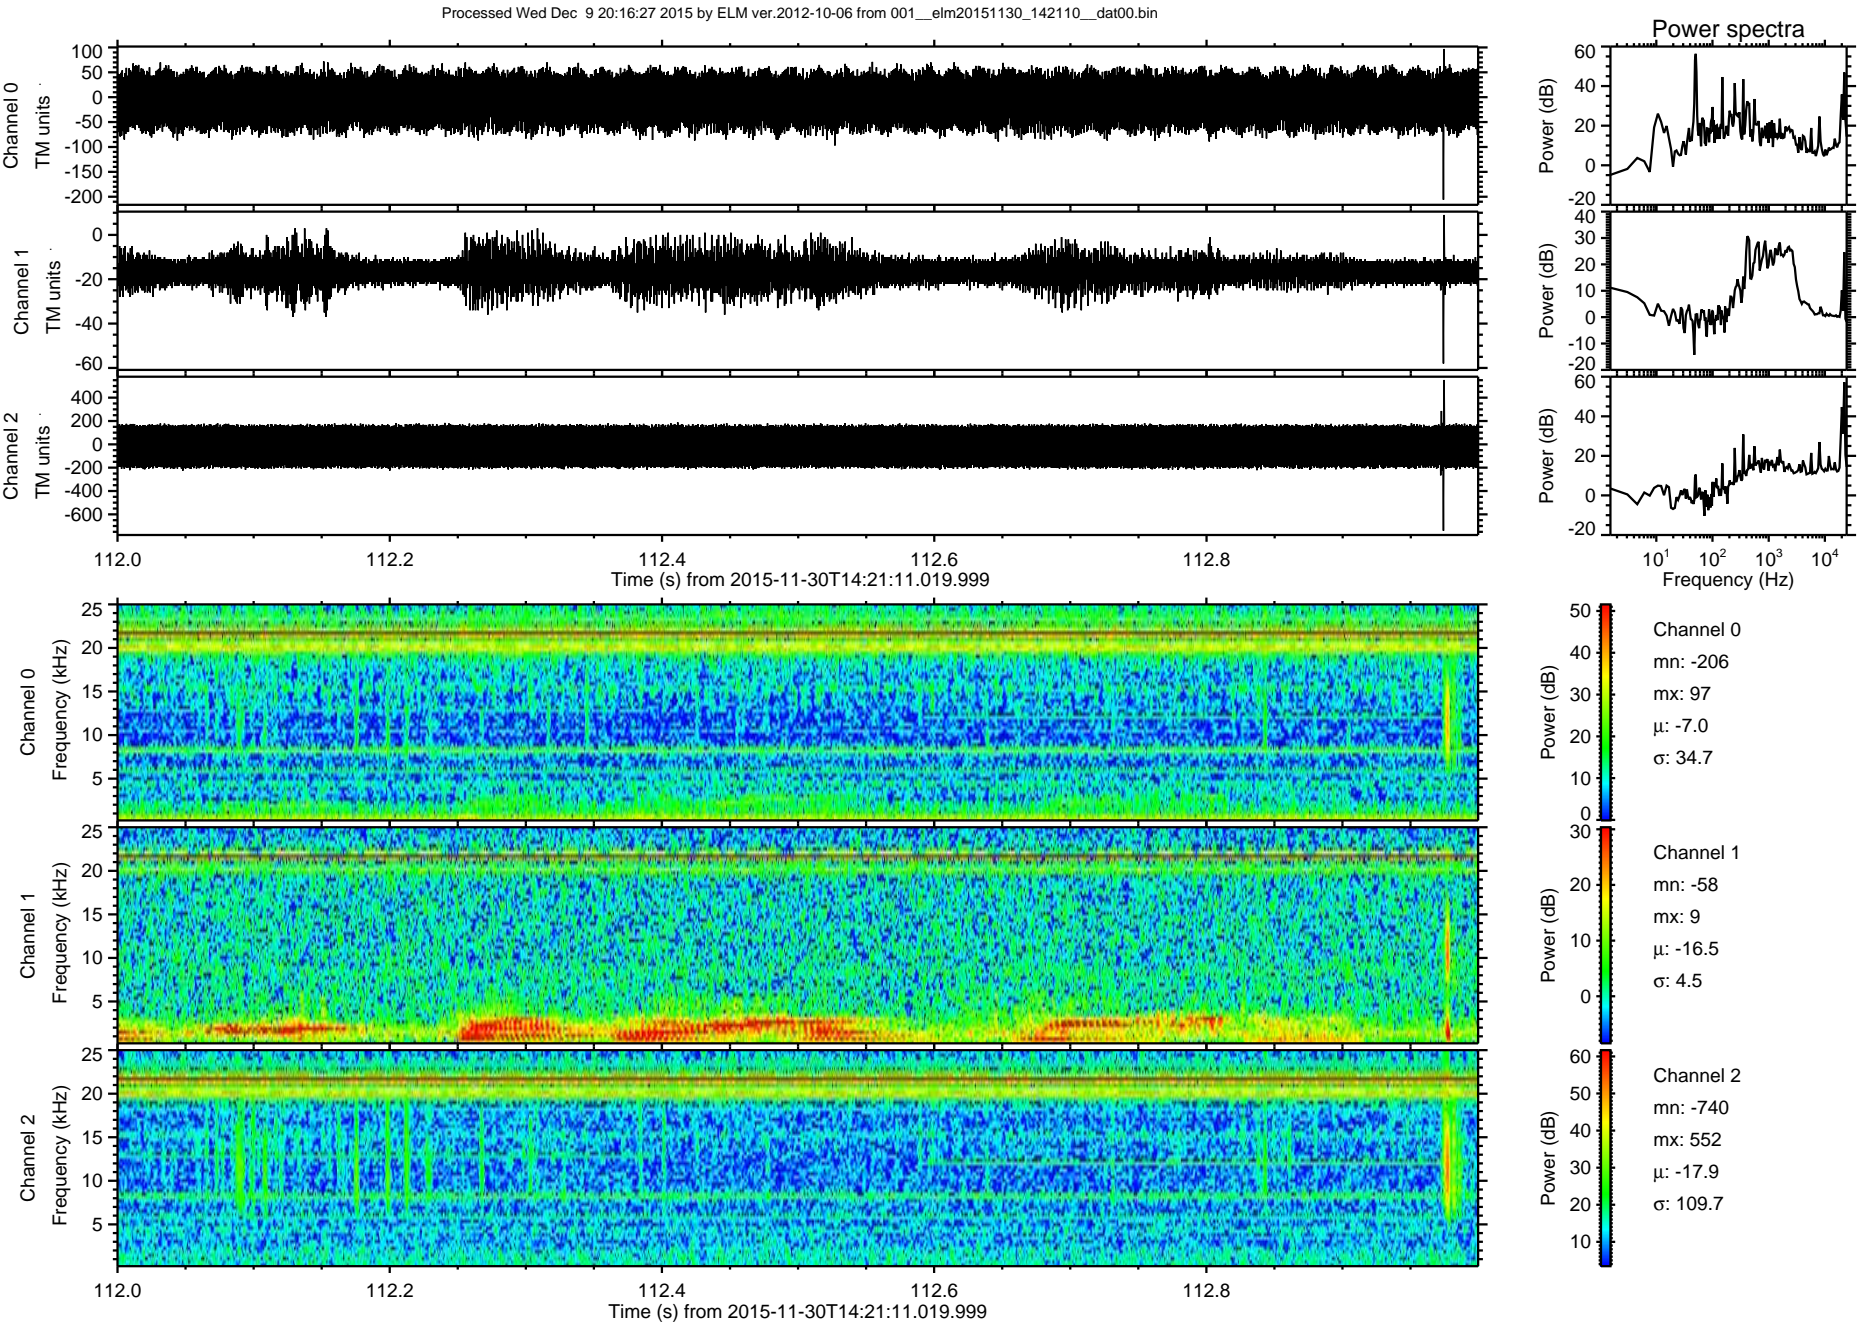 Processed Wed Dec  9 20:16:27 2015 by ELM ver.2012-10-06 from 001__elm20151130_142110__dat00.bin
Power spectra
Channel 0
TM units
100
50
0
-50
-100
-150
-200
Power (dB)
60
40
20
0
-20
Channel 1
TM units
0
-20
-40
-60
Power (dB)
40
30
20
10
0
-10
-20
Channel 2
TM units
400
200
0
-200
-400
-600
Power (dB)
60
40
20
0
-20
112.0
112.2
112.4
112.6
112.8
Time (s) from 2015-11-30T14:21:11.019.999
10¹
10²
10³
10⁴
Frequency (Hz)
Channel 0
Frequency (kHz)
25
20
15
10
5
Power (dB)
50
40
30
20
10
0
Channel 0
mn: -206
mx: 97
μ: -7.0
σ: 34.7
Channel 1
Frequency (kHz)
25
20
15
10
5
Power (dB)
30
20
10
0
Channel 1
mn: -58
mx: 9
μ: -16.5
σ: 4.5
Channel 2
Frequency (kHz)
25
20
15
10
5
Power (dB)
60
50
40
30
20
10
Channel 2
mn: -740
mx: 552
μ: -17.9
σ: 109.7
112.0
112.2
112.4
112.6
112.8
Time (s) from 2015-11-30T14:21:11.019.999